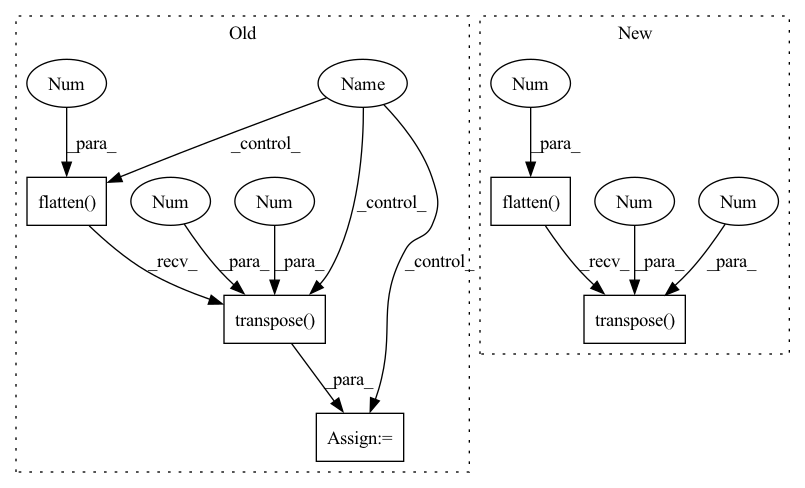 Old
New
Num
Name
Num
_para_
_control_
_para_
flatten()
Num
Num
_control_
flatten()
Num
Num
_recv_
_para_
_para_
_control_
_recv_
_para_
_para_
transpose()
transpose()
_para_
Assign:=